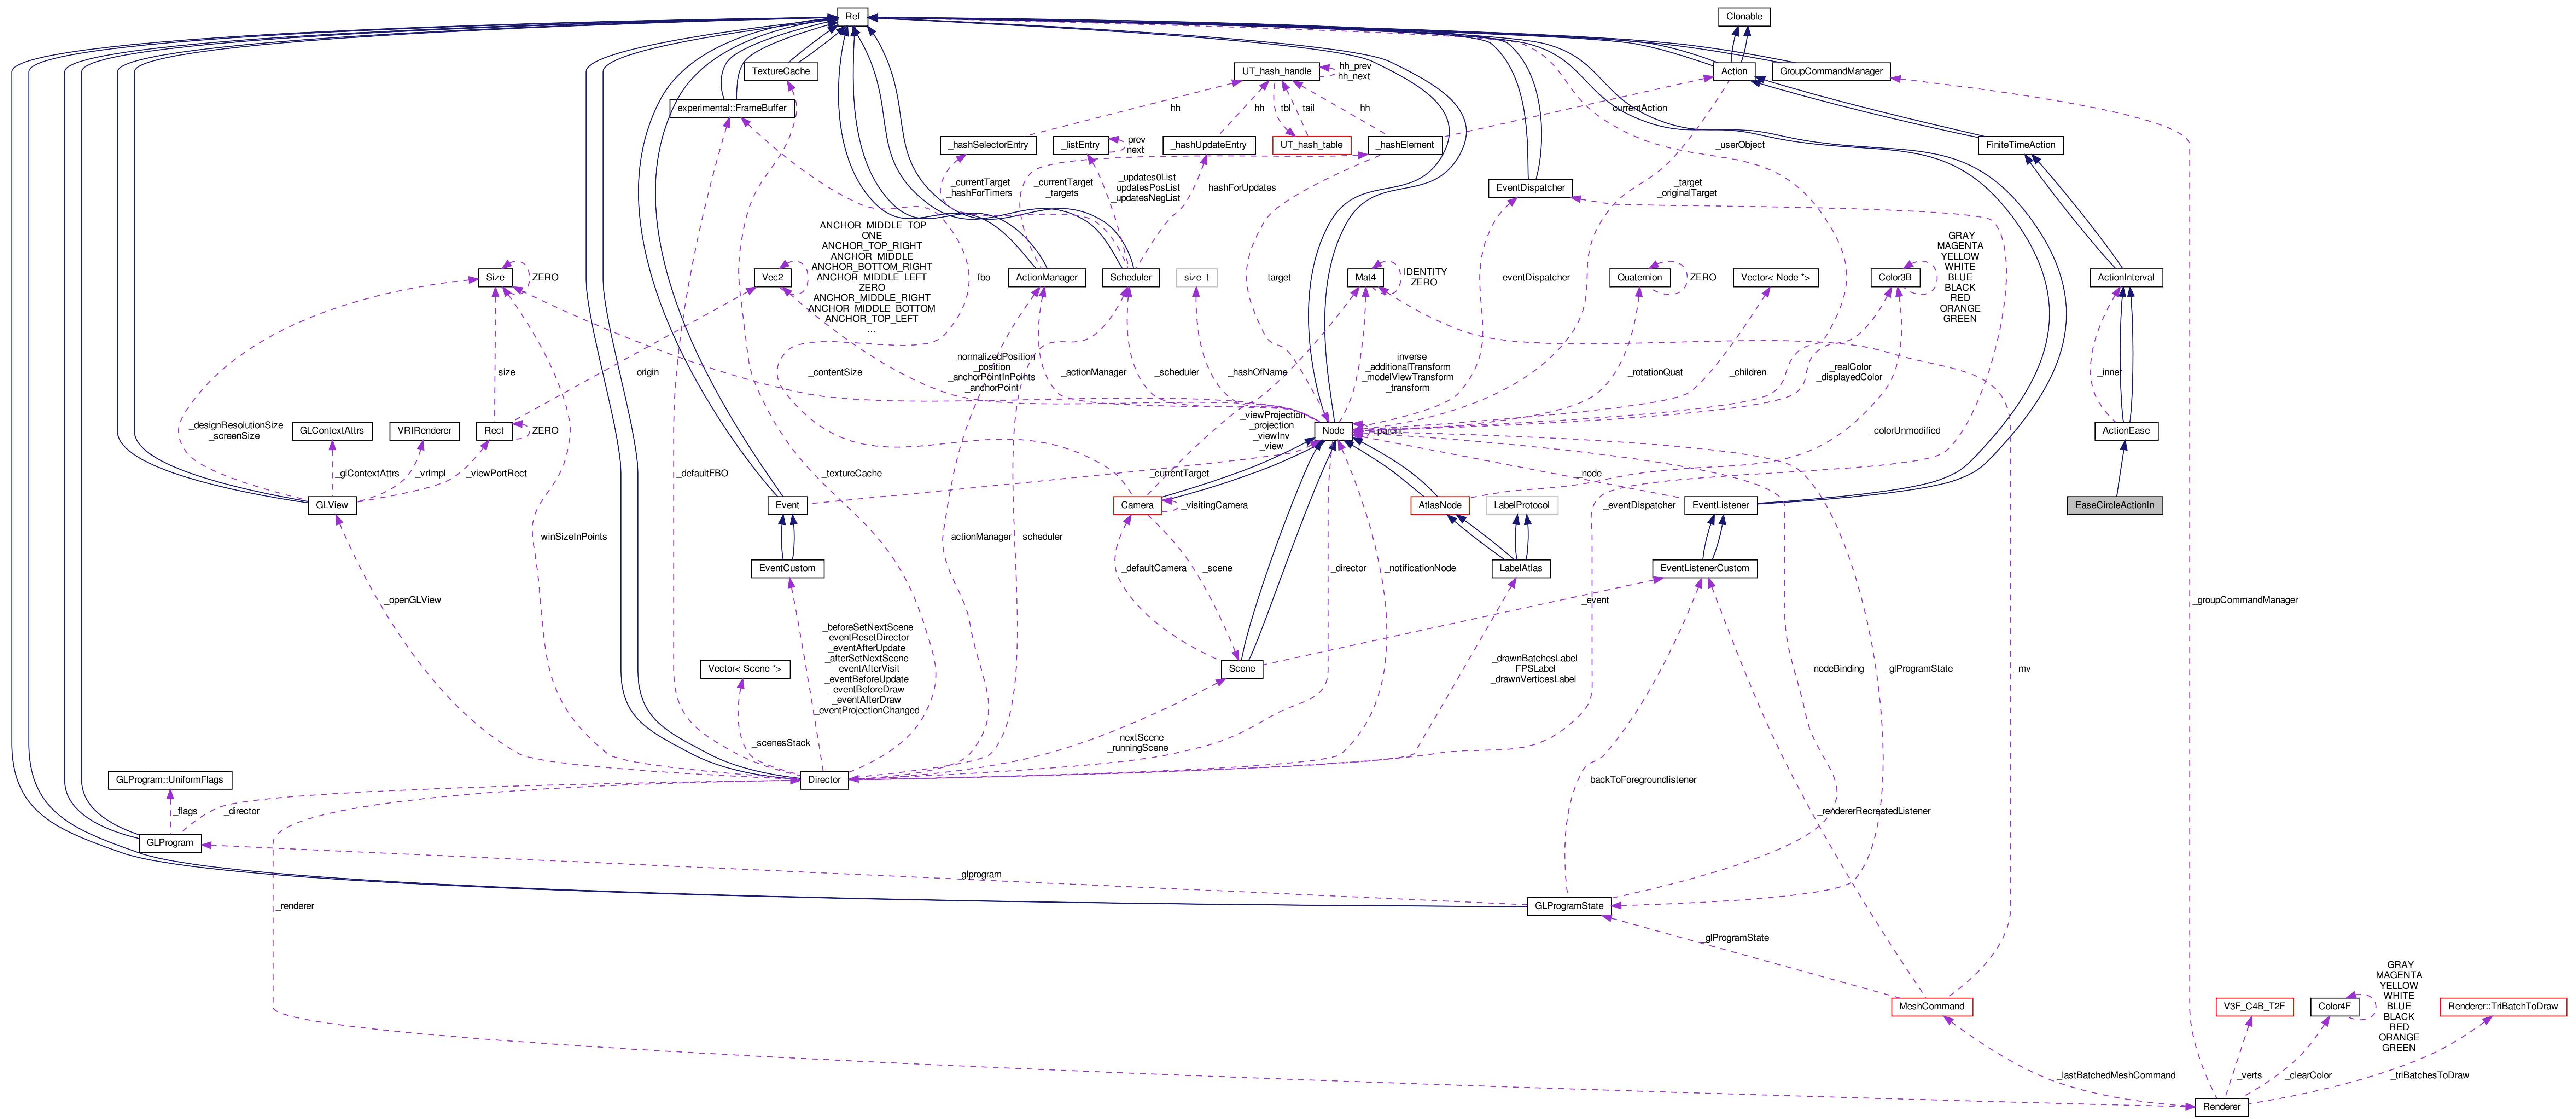 Ref
Clonable
TextureCache
UT_hash_handle
hh_prev
hh_next
Action
GroupCommandManager
experimental::FrameBuffer
hh
hh
tbl
tail
hh
currentAction
_hashSelectorEntry
_listEntry
prev
next
_hashUpdateEntry
UT_hash_table
_hashElement
_userObject
FiniteTimeAction
_currentTarget
_hashForTimers
_currentTarget
_targets
_updates0List
_updatesPosList
_updatesNegList
_hashForUpdates
EventDispatcher
_target
_originalTarget
ANCHOR_MIDDLE_TOP
ONE
ANCHOR_TOP_RIGHT
ANCHOR_MIDDLE
ANCHOR_BOTTOM_RIGHT
ANCHOR_MIDDLE_LEFT
ZERO
ANCHOR_MIDDLE_RIGHT
ANCHOR_MIDDLE_BOTTOM
ANCHOR_TOP_LEFT
...
GRAY
MAGENTA
YELLOW
WHITE
BLUE
BLACK
RED
ORANGE
GREEN
Size
ZERO
Vec2
_fbo
ActionManager
Scheduler
size_t
target
Mat4
IDENTITY
ZERO
_eventDispatcher
Quaternion
ZERO
Vector< Node *>
Color3B
ActionInterval
size
origin
_contentSize
_normalizedPosition
_position
_anchorPointInPoints
_anchorPoint
_actionManager
_scheduler
_hashOfName
_inverse
_additionalTransform
_modelViewTransform
_transform
_rotationQuat
_children
_realColor
_displayedColor
_inner
_designResolutionSize
_screenSize
GLContextAttrs
VRIRenderer
Rect
ZERO
_viewProjection
_projection
_viewInv
_view
Node
_parent
_colorUnmodified
ActionEase
_glContextAttrs
_vrImpl
_viewPortRect
_defaultFBO
_textureCache
_currentTarget
_node
GLView
Event
Camera
_visitingCamera
AtlasNode
LabelProtocol
_eventDispatcher
EventListener
EaseCircleActionIn
_winSizeInPoints
_actionManager
_scheduler
EventCustom
_defaultCamera
_scene
_director
_notificationNode
LabelAtlas
EventListenerCustom
_openGLView
_event
_groupCommandManager
_beforeSetNextScene
_eventResetDirector
_eventAfterUpdate
_afterSetNextScene
_eventAfterVisit
_eventBeforeUpdate
_eventBeforeDraw
_eventAfterDraw
_eventProjectionChanged
Vector< Scene *>
Scene
_drawnBatchesLabel
_FPSLabel
_drawnVerticesLabel
_nodeBinding
_glProgramState
_mv
_scenesStack
_nextScene
_runningScene
GLProgram::UniformFlags
Director
_backToForegroundlistener
_flags
_director
_rendererRecreatedListener
GLProgram
_glprogram
_renderer
GLProgramState
_glProgramState
GRAY
MAGENTA
YELLOW
WHITE
BLUE
BLACK
RED
ORANGE
GREEN
MeshCommand
V3F_C4B_T2F
Color4F
Renderer::TriBatchToDraw
_lastBatchedMeshCommand
_verts
_clearColor
_triBatchesToDraw
Renderer